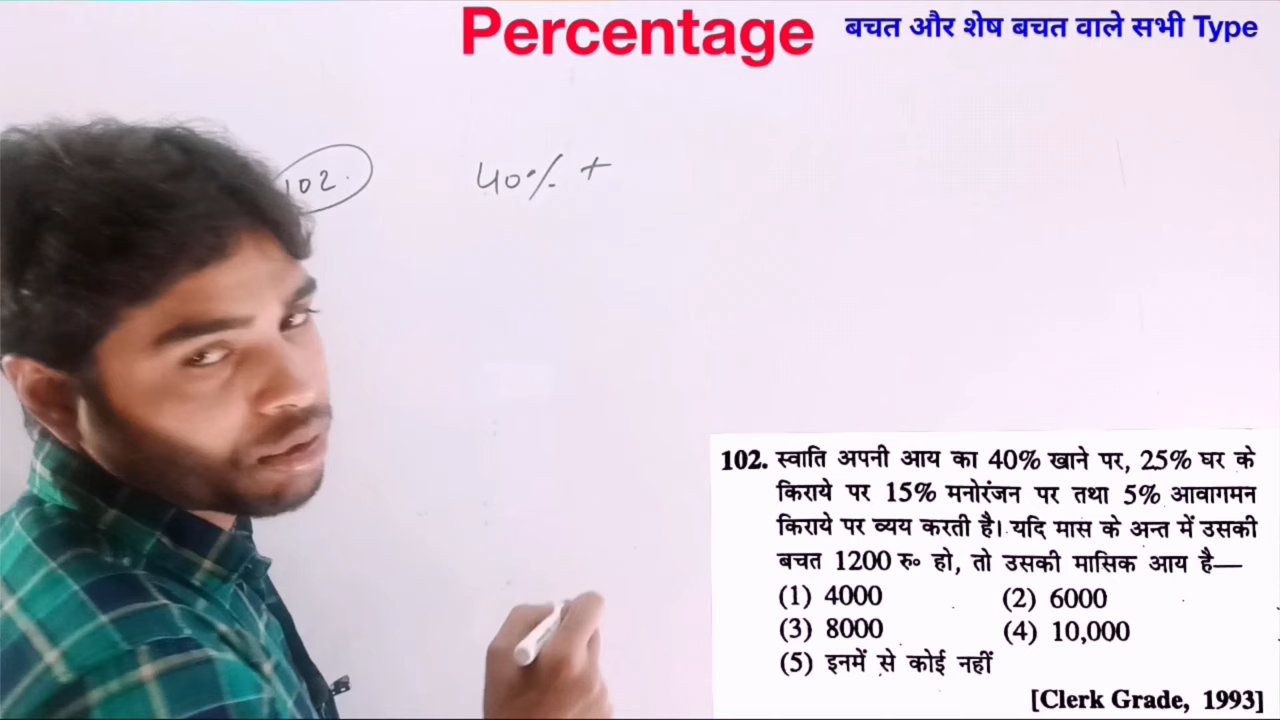 Percentage
बचत और शेष बचत वाले सभी Type
102.
40% +
102. स्वाति अपनी आय का 40% खाने पर, 25% घर के
किराये पर 15% मनोरंजन पर तथा 5% आवागमन
किराये पर व्यय करती है। यदि मास के अन्त में उसकी
बचत 1200 रु० हो, तो उसकी मासिक आय है—
(1) 4000 (2) 6000
(3) 8000 (4) 10,000
(5) इनमें से कोई नहीं
[Clerk Grade, 1993]